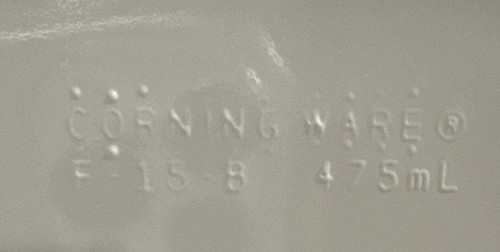 CORNING WARE®
F-15-B 475mL